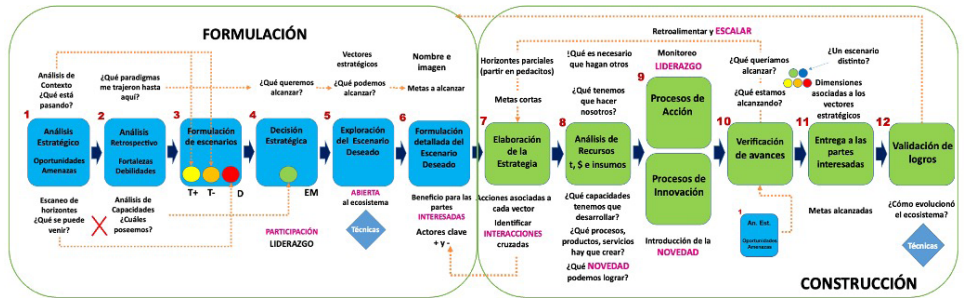 FORMULACIÓN
Análisis de
Contexto
¿Qué está
pasando?
¿Qué paradigmas
me trajeron hasta
aquí?
¿Qué queremos
alcanzar?
Vectores
estratégicos
¿Qué podemos
alcanzar?
Nombre e
imagen
Metas a alcanzar
1
Análisis
Estratégico
Oportunidades
Amenazas
2
Análisis
Retrospectivo
Fortalezas
Debilidades
3
Formulación
de escenarios
T+
T-
D
4
Decisión
Estratégica
EM
5
Exploración
del Escenario
Deseado
6
Formulación
detallada del
Escenario
Deseado
Escaneo de
horizontes
¿Qué se puede
venir?
Análisis de
Capacidades
¿Cuáles
poseemos?
PARTICIPACIÓN
LIDERAZGO
ABIERTA
al ecosistema
Técnicas
Beneficio para las
partes
INTERESADAS
Actores clave
+ y -
Retroalimentar y ESCALAR
Horizontes parciales
(partir en pedacitos)
Metas cortas
!Qué es necesario
que hagan otros
¿Qué tenemos
que hacer
nosotros?
Monitoreo
LIDERAZGO
¿Qué queríamos
alcanzar?
¿Qué estamos
alcanzando?
¿Un escenario
distinto?
Dimensiones
asociadas a los
vectores
estratégicos
7
Elaboración
de la
Estrategia
8
Análisis de
Recursos
t, $ e insumos
9
Procesos de
Acción
Procesos de
Innovación
10
Verificación
de avances
11
Entrega a las
partes
interesadas
12
Validación de
logros
Acciones asociadas a
cada vector
Identificar
INTERACCIONES
cruzadas
¿Qué capacidades
tenemos que
desarrollar?
¿Qué procesos,
productos, servicios
hay que crear?
¿Qué NOVEDAD
podemos lograr?
Introducción de la
NOVEDAD
1
An. Est.
Oportunidades
Amenazas
Metas alcanzadas
¿Cómo evolucionó
el ecosistema?
Técnicas
CONSTRUCCIÓN